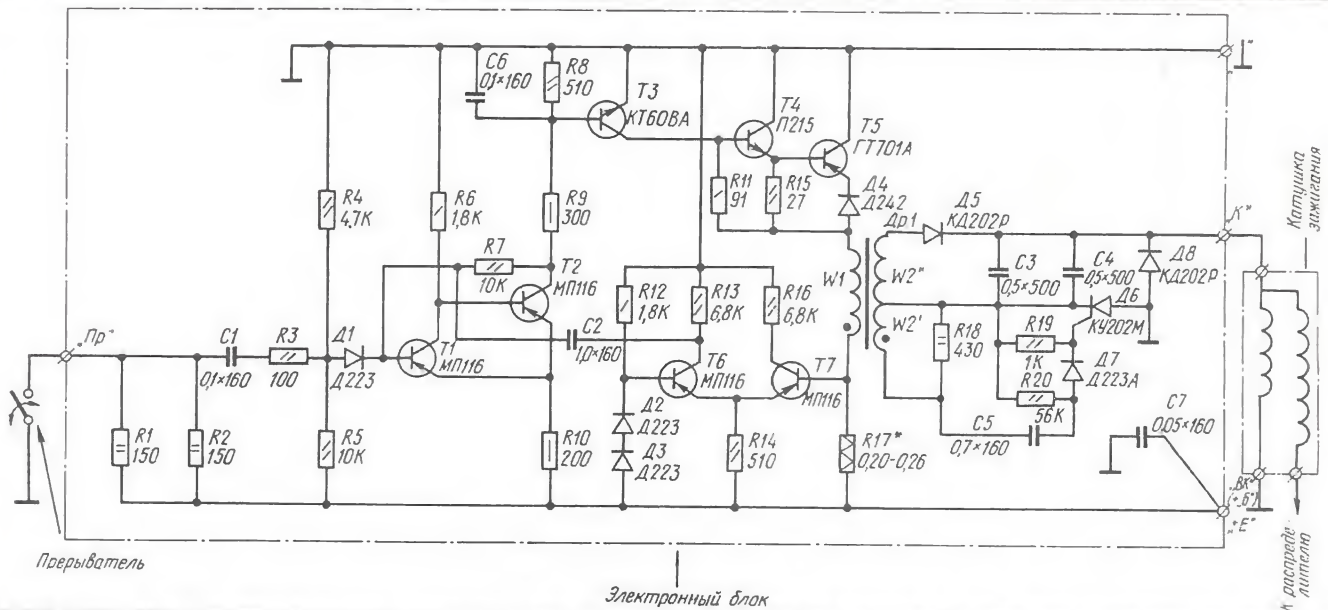 C6
0,1×160
R8
510
T3
КТ608А
T4
П215
T5
ГТ701А
"⊥"
R4
4,7К
R6
1,8К
R9
300
R11
91
R15
27
Д4
Д242
Др1
Д5
КД202Р
"К"
Катушка
зажигания
R7
10К
T2
МП116
R12
1,8К
R13
6,8К
R16
6,8К
W1
W2"
W2'
C3
0,5×500
C4
0,5×500
Д8
КД202Р
Д6
КУ202М
"Пр"
C1
0,1×160
R3
100
Д1
Д223
T1
МП116
C2
1,0×160
T6
МП116
T7
МП116
R18
430
R19
1К
Д7
Д223А
R20
56К
C5
0,7×160
C7
0,05×160
R1
150
R2
150
R5
10К
R10
200
Д2
Д223
Д3
Д223
R14
510
R17*
0,20-0,26
"ВК"
(+"Б")
"+Е"
Прерыватель
Электронный блок
К распреде-
лителю